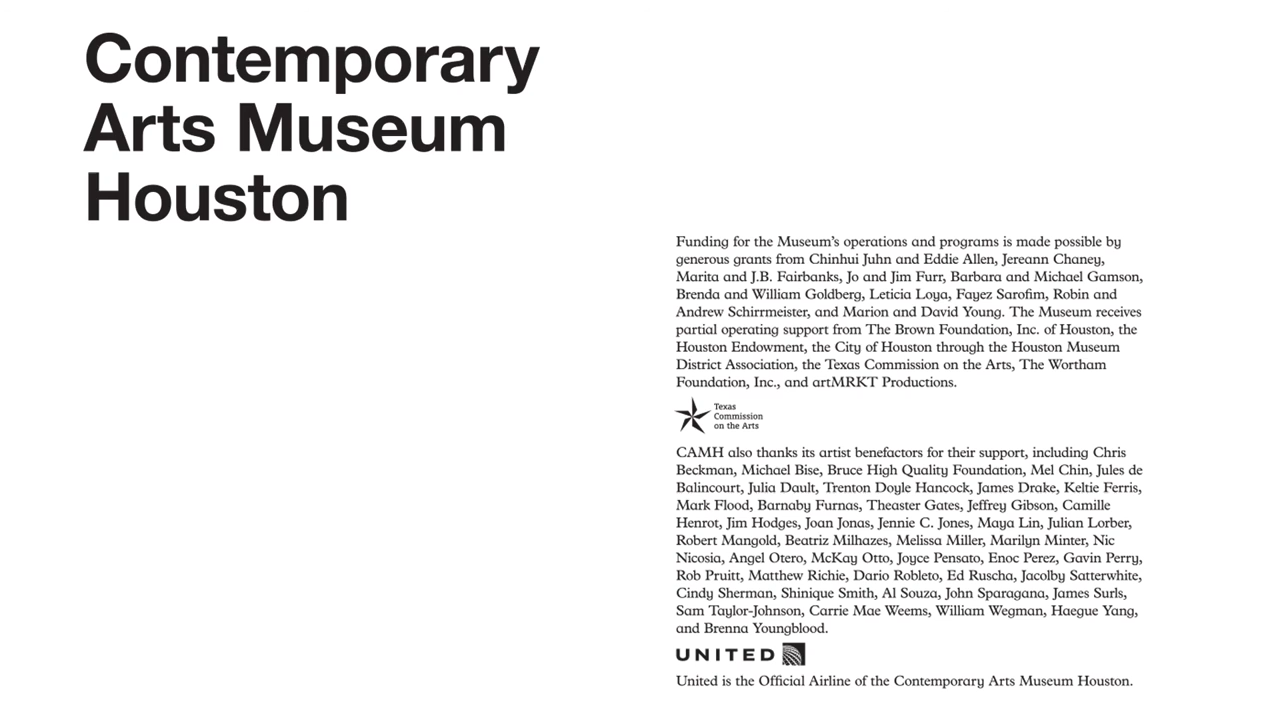 Contemporary
Arts Museum
Houston
Funding for the Museum’s operations and programs is made possible by
generous grants from Chinhui Juhn and Eddie Allen, Jereann Chaney,
Marita and J.B. Fairbanks, Jo and Jim Furr, Barbara and Michael Gamson,
Brenda and William Goldberg, Leticia Loya, Fayez Sarofim, Robin and
Andrew Schirrmeister, and Marion and David Young. The Museum receives
partial operating support from The Brown Foundation, Inc. of Houston, the
Houston Endowment, the City of Houston through the Houston Museum
District Association, the Texas Commission on the Arts, The Wortham
Foundation, Inc., and artMRKT Productions.
Texas
Commission
on the Arts
CAMH also thanks its artist benefactors for their support, including Chris
Beckman, Michael Bise, Bruce High Quality Foundation, Mel Chin, Jules de
Balincourt, Julia Dault, Trenton Doyle Hancock, James Drake, Keltie Ferris,
Mark Flood, Barnaby Furnas, Theaster Gates, Jeffrey Gibson, Camille
Henrot, Jim Hodges, Joan Jonas, Jennie C. Jones, Maya Lin, Julian Lorber,
Robert Mangold, Beatriz Milhazes, Melissa Miller, Marilyn Minter, Nic
Nicosia, Angel Otero, McKay Otto, Joyce Pensato, Enoc Perez, Gavin Perry,
Rob Pruitt, Matthew Richie, Dario Robleto, Ed Ruscha, Jacolby Satterwhite,
Cindy Sherman, Shinique Smith, Al Souza, John Sparagana, James Surls,
Sam Taylor-Johnson, Carrie Mae Weems, William Wegman, Haegue Yang,
and Brenna Youngblood.
UNITED
United is the Official Airline of the Contemporary Arts Museum Houston.